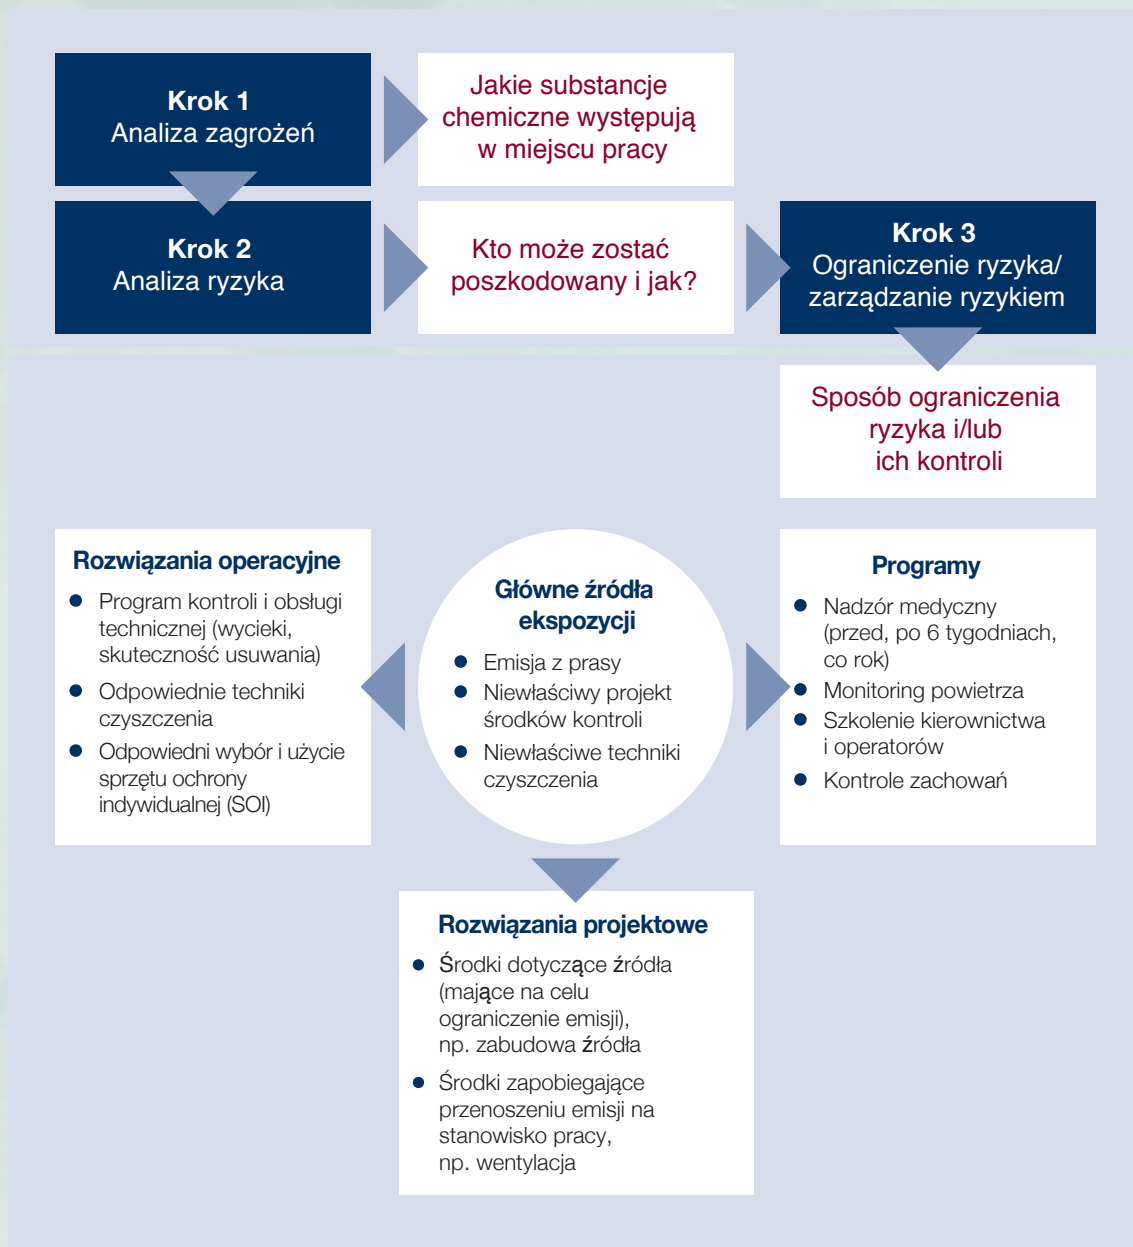 Krok 1
Analiza zagrożeń
Jakie substancje
chemiczne występują
w miejscu pracy
Krok 2
Analiza ryzyka
Kto może zostać
poszkodowany i jak?
Krok 3
Ograniczenie ryzyka/
zarządzanie ryzykiem
Sposób ograniczenia
ryzyka i/lub
ich kontroli
Rozwiązania operacyjne
Program kontroli i obsługi
technicznej (wycieki,
skuteczność usuwania)
Odpowiednie techniki
czyszczenia
Odpowiedni wybór i użycie
sprzętu ochrony
indywidualnej (SOI)
Główne źródła
ekspozycji
Emisja z prasy
Niewłaściwy projekt
środków kontroli
Niewłaściwe techniki
czyszczenia
Programy
Nadzór medyczny
(przed, po 6 tygodniach,
co rok)
Monitoring powietrza
Szkolenie kierownictwa
i operatorów
Kontrole zachowań
Rozwiązania projektowe
Środki dotyczące źródła
(mające na celu
ograniczenie emisji),
np. zabudowa źródła
Środki zapobiegające
przenoszeniu emisji na
stanowisko pracy,
np. wentylacja